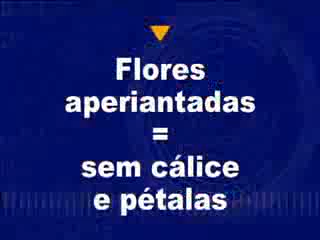 Flores
aperiantadas
=
sem cálice
e pétalas